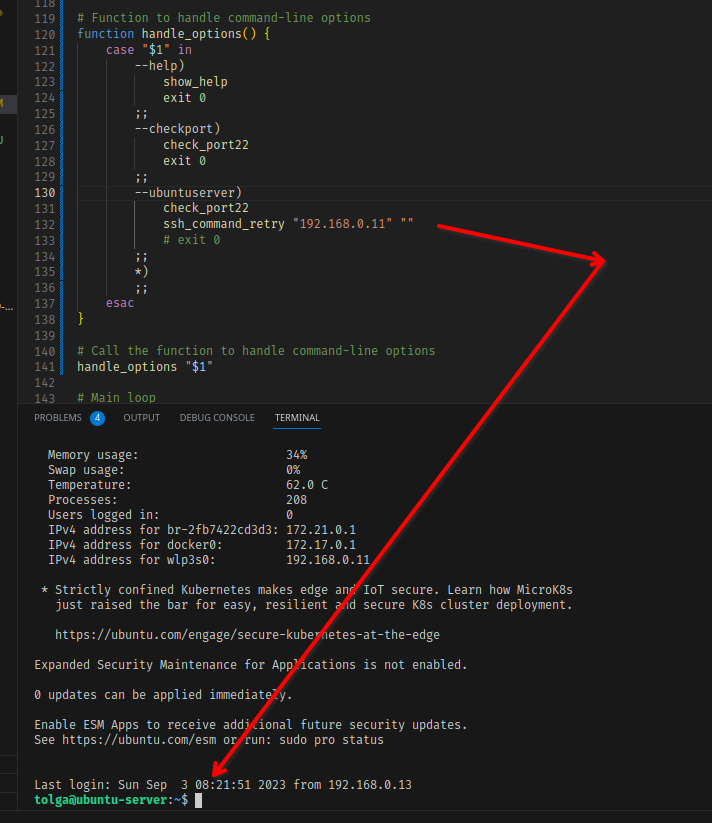 118
119 # Function to handle command-line options
120 function handle_options() {
121 case "$1" in
122 --help)
123 show_help
124 exit 0
125 ;;
126 --checkport)
127 check_port22
128 exit 0
129 ;;
130 --ubuntuserver)
131 check_port22
132 ssh_command_retry "192.168.0.11" ""
133 # exit 0
134 ;;
135 *)
136 ;;
137 esac
138 }
139
140 # Call the function to handle command-line options
141 handle_options "$1"
142
143 # Main loop
PROBLEMS 4 OUTPUT DEBUG CONSOLE TERMINAL
Memory usage: 34%
Swap usage: 0%
Temperature: 62.0 C
Processes: 208
Users logged in: 0
IPv4 address for br-2fb7422cd3d3: 172.21.0.1
IPv4 address for docker0: 172.17.0.1
IPv4 address for wlp3s0: 192.168.0.11
* Strictly confined Kubernetes makes edge and IoT secure. Learn how MicroK8s
just raised the bar for easy, resilient and secure K8s cluster deployment.
https://ubuntu.com/engage/secure-kubernetes-at-the-edge
Expanded Security Maintenance for Applications is not enabled.
0 updates can be applied immediately.
Enable ESM Apps to receive additional future security updates.
See https://ubuntu.com/esm or run: sudo pro status
Last login: Sun Sep  3 08:21:51 2023 from 192.168.0.13
tolga@ubuntu-server:~$